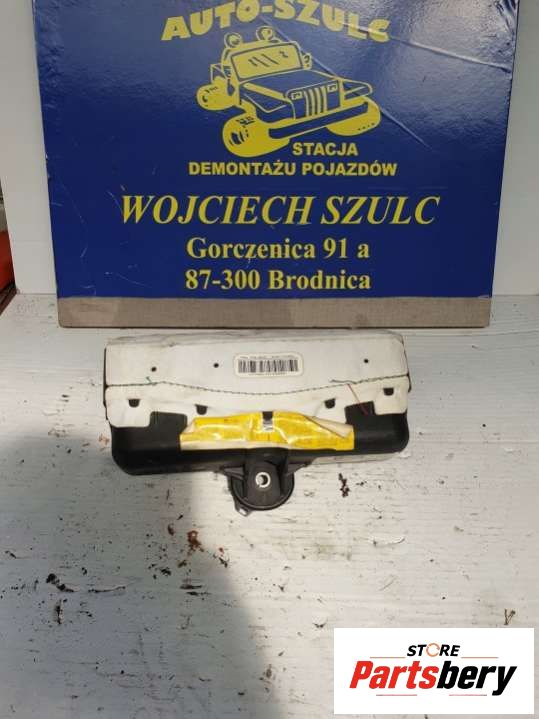 AUTO-SZULC
STACJA
DEMONTAŻU POJAZDÓW
WOJCIECH SZULC
Gorczenica 91 a
87-300 Brodnica
STORE
Partsbery